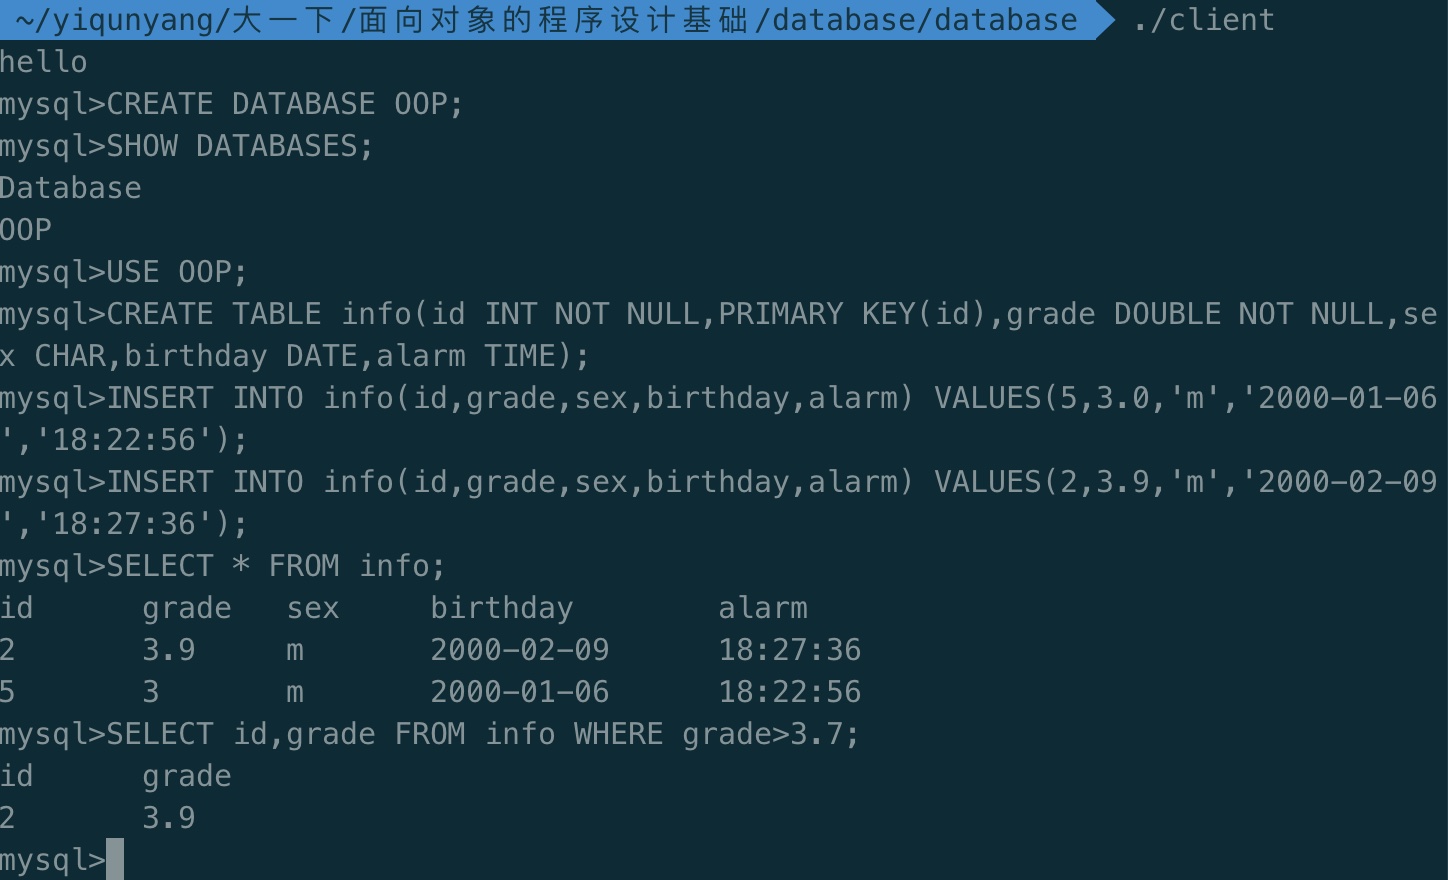 ~/yiqunyang/大一下/面向对象的程序设计基础/database/database ./client
hello
mysql>CREATE DATABASE OOP;
mysql>SHOW DATABASES;
Database
OOP
mysql>USE OOP;
mysql>CREATE TABLE info(id INT NOT NULL,PRIMARY KEY(id),grade DOUBLE NOT NULL,se
x CHAR,birthday DATE,alarm TIME);
mysql>INSERT INTO info(id,grade,sex,birthday,alarm) VALUES(5,3.0,'m','2000-01-06
','18:22:56');
mysql>INSERT INTO info(id,grade,sex,birthday,alarm) VALUES(2,3.9,'m','2000-02-09
','18:27:36');
mysql>SELECT * FROM info;
id grade sex birthday alarm
2 3.9 m 2000-02-09 18:27:36
5 3 m 2000-01-06 18:22:56
mysql>SELECT id,grade FROM info WHERE grade>3.7;
id grade
2 3.9
mysql>